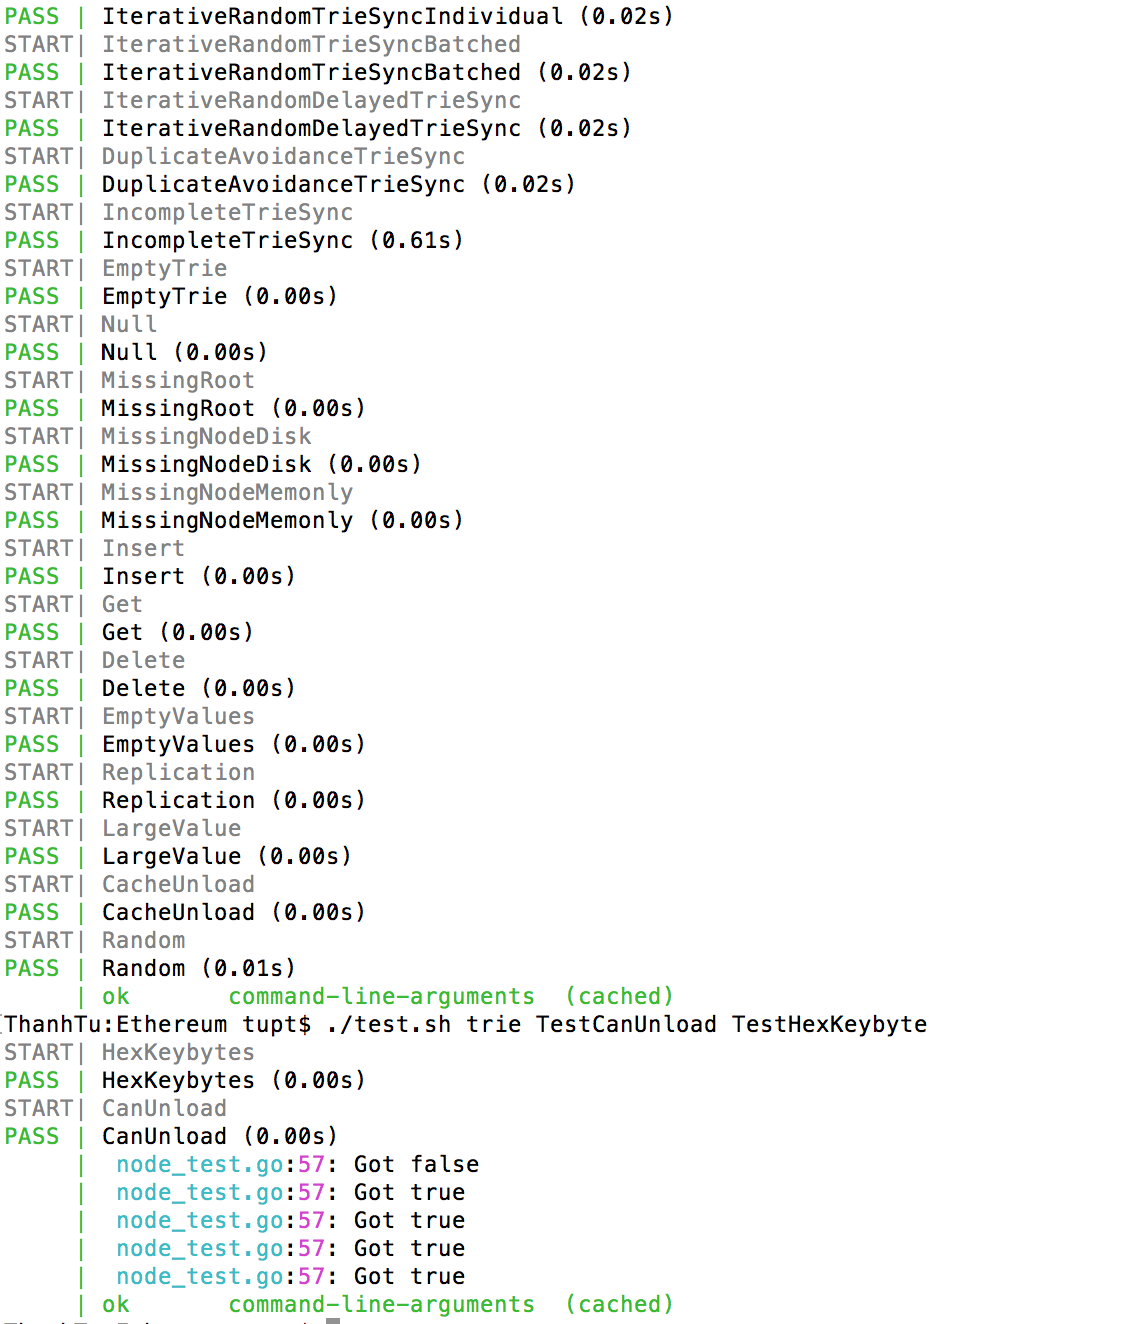 PASS | IterativeRandomTrieSyncIndividual (0.02s)
START| IterativeRandomTrieSyncBatched
PASS | IterativeRandomTrieSyncBatched (0.02s)
START| IterativeRandomDelayedTrieSync
PASS | IterativeRandomDelayedTrieSync (0.02s)
START| DuplicateAvoidanceTrieSync
PASS | DuplicateAvoidanceTrieSync (0.02s)
START| IncompleteTrieSync
PASS | IncompleteTrieSync (0.61s)
START| EmptyTrie
PASS | EmptyTrie (0.00s)
START| Null
PASS | Null (0.00s)
START| MissingRoot
PASS | MissingRoot (0.00s)
START| MissingNodeDisk
PASS | MissingNodeDisk (0.00s)
START| MissingNodeMemonly
PASS | MissingNodeMemonly (0.00s)
START| Insert
PASS | Insert (0.00s)
START| Get
PASS | Get (0.00s)
START| Delete
PASS | Delete (0.00s)
START| EmptyValues
PASS | EmptyValues (0.00s)
START| Replication
PASS | Replication (0.00s)
START| LargeValue
PASS | LargeValue (0.00s)
START| CacheUnload
PASS | CacheUnload (0.00s)
START| Random
PASS | Random (0.01s)
| ok command-line-arguments (cached)
ThanhTu:Ethereum tupt$ ./test.sh trie TestCanUnload TestHexKeybyte
START| HexKeybytes
PASS | HexKeybytes (0.00s)
START| CanUnload
PASS | CanUnload (0.00s)
| node_test.go:57: Got false
| node_test.go:57: Got true
| node_test.go:57: Got true
| node_test.go:57: Got true
| node_test.go:57: Got true
| ok command-line-arguments (cached)